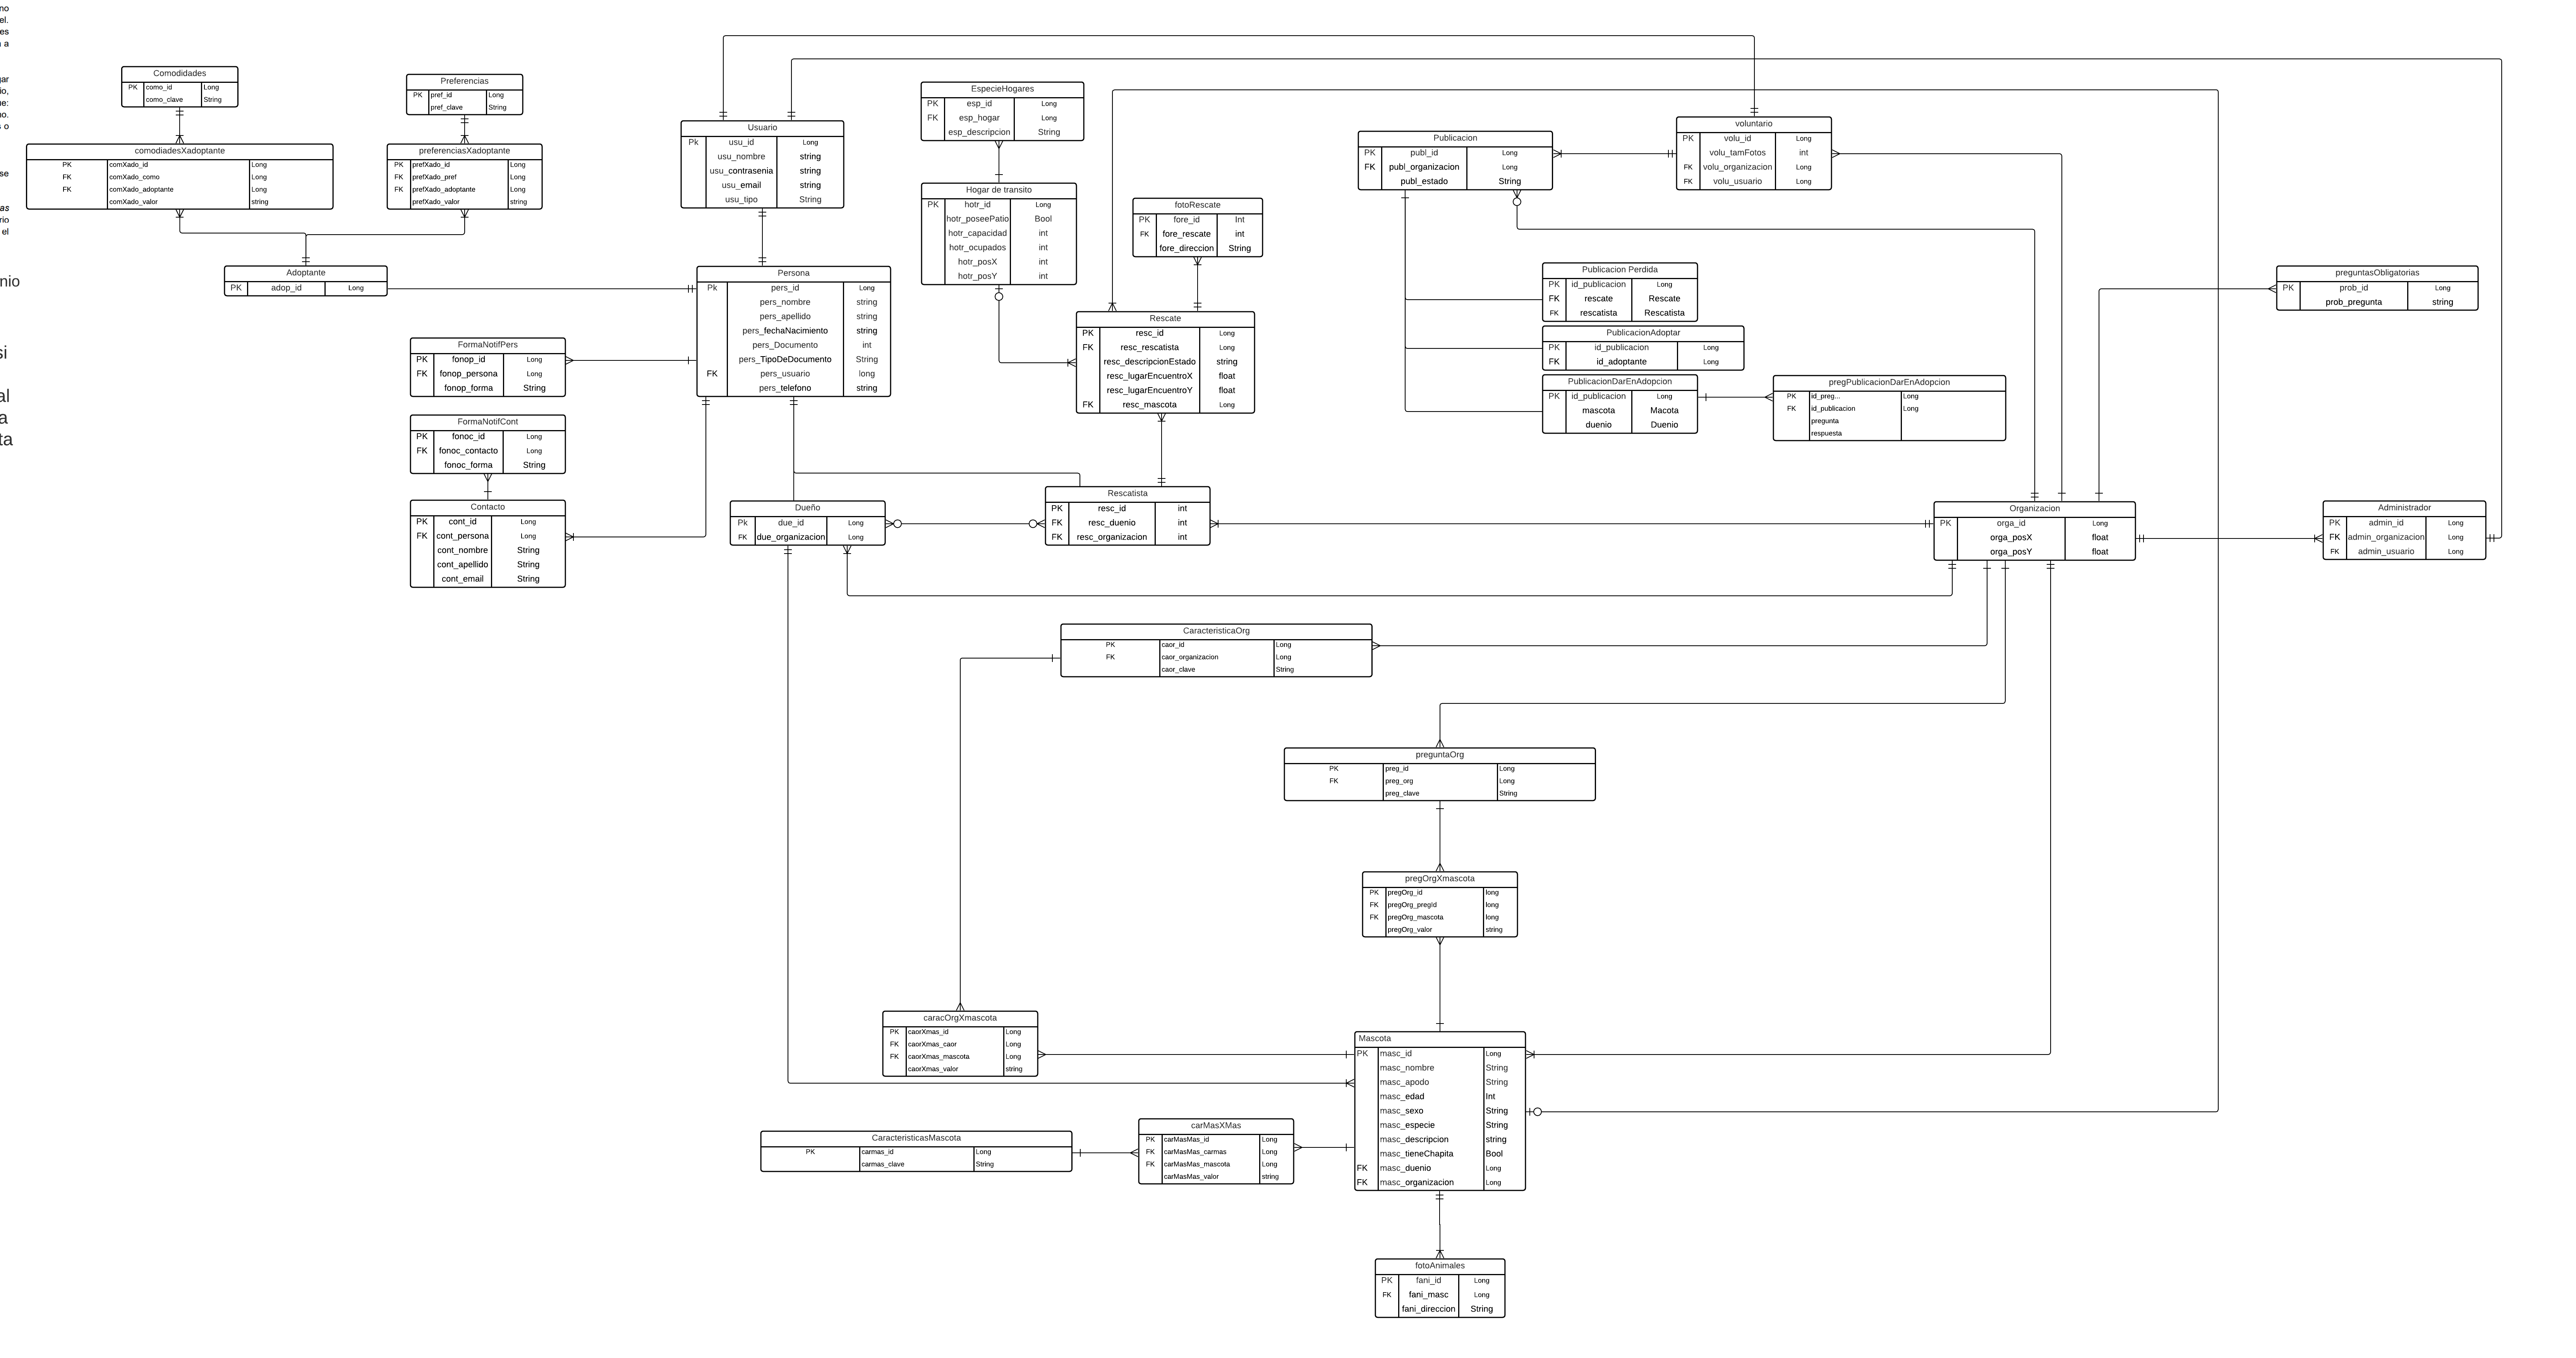 no
el.
es
a
gar
io,
ue:
no.
s o
se
as
rio
el
nio
si
al
a
ta
Comodidades
PK como_id Long
como_clave String
Preferencias
PK pref_id Long
pref_clave String
comodiadesXadoptante
PK comXado_id Long
FK comXado_como Long
FK comXado_adoptante Long
comXado_valor string
preferenciasXadoptante
PK prefXado_id Long
FK prefXado_pref Long
FK prefXado_adoptante Long
prefXado_valor string
Adoptante
PK adop_id Long
Usuario
Pk usu_id Long
usu_nombre string
usu_contrasenia string
usu_email string
usu_tipo String
Persona
Pk pers_id Long
pers_nombre string
pers_apellido string
pers_fechaNacimiento string
pers_Documento int
pers_TipoDeDocumento String
FK pers_usuario long
pers_telefono string
FormaNotifPers
PK fonop_id Long
FK fonop_persona Long
fonop_forma String
FormaNotifCont
PK fonoc_id Long
FK fonoc_contacto Long
fonoc_forma String
Contacto
PK cont_id Long
FK cont_persona Long
cont_nombre String
cont_apellido String
cont_email String
EspecieHogares
PK esp_id Long
FK esp_hogar Long
esp_descripcion String
Hogar de transito
PK hotr_id Long
hotr_poseePatio Bool
hotr_capacidad int
hotr_ocupados int
hotr_posX int
hotr_posY int
fotoRescate
PK fore_id Int
FK fore_rescate int
fore_direccion String
Rescate
PK resc_id Long
FK resc_rescatista Long
resc_descripcionEstado string
resc_lugarEncuentroX float
resc_lugarEncuentroY float
FK resc_mascota Long
Dueño
Pk due_id Long
FK due_organizacion Long
Rescatista
PK resc_id int
FK resc_duenio int
FK resc_organizacion int
Publicacion
PK publ_id Long
FK publ_organizacion Long
publ_estado String
voluntario
PK volu_id Long
volu_tamFotos int
FK volu_organizacion Long
FK volu_usuario Long
Publicacion Perdida
PK id_publicacion Long
FK rescate Rescate
FK rescatista Rescatista
PublicacionAdoptar
PK id_publicacion Long
FK id_adoptante Long
PublicacionDarEnAdopcion
PK id_publicacion Long
mascota Macota
duenio Duenio
pregPublicacionDarEnAdopcion
PK id_preg... Long
FK id_publicacion Long
pregunta
respuesta
preguntasObligatorias
PK prob_id Long
prob_pregunta string
Organizacion
PK orga_id Long
orga_posX float
orga_posY float
Administrador
PK admin_id Long
FK admin_organizacion Long
FK admin_usuario Long
CaracteristicaOrg
PK caor_id Long
FK caor_organizacion Long
caor_clave String
preguntaOrg
PK preg_id Long
FK preg_org Long
preg_clave String
pregOrgXmascota
PK pregOrg_id long
FK pregOrg_pregId long
FK pregOrg_mascota long
pregOrg_valor string
caracOrgXmascota
PK caorXmas_id Long
FK caorXmas_caor Long
FK caorXmas_mascota Long
caorXmas_valor string
Mascota
PK masc_id Long
masc_nombre String
masc_apodo String
masc_edad Int
masc_sexo String
masc_especie String
masc_descripcion string
masc_tieneChapita Bool
FK masc_duenio Long
FK masc_organizacion Long
CaracteristicasMascota
PK carmas_id Long
carmas_clave String
carMasXMas
PK carMasMas_id Long
FK carMasMas_carmas Long
FK carMasMas_mascota Long
carMasMas_valor string
fotoAnimales
PK fani_id Long
FK fani_masc Long
fani_direccion String